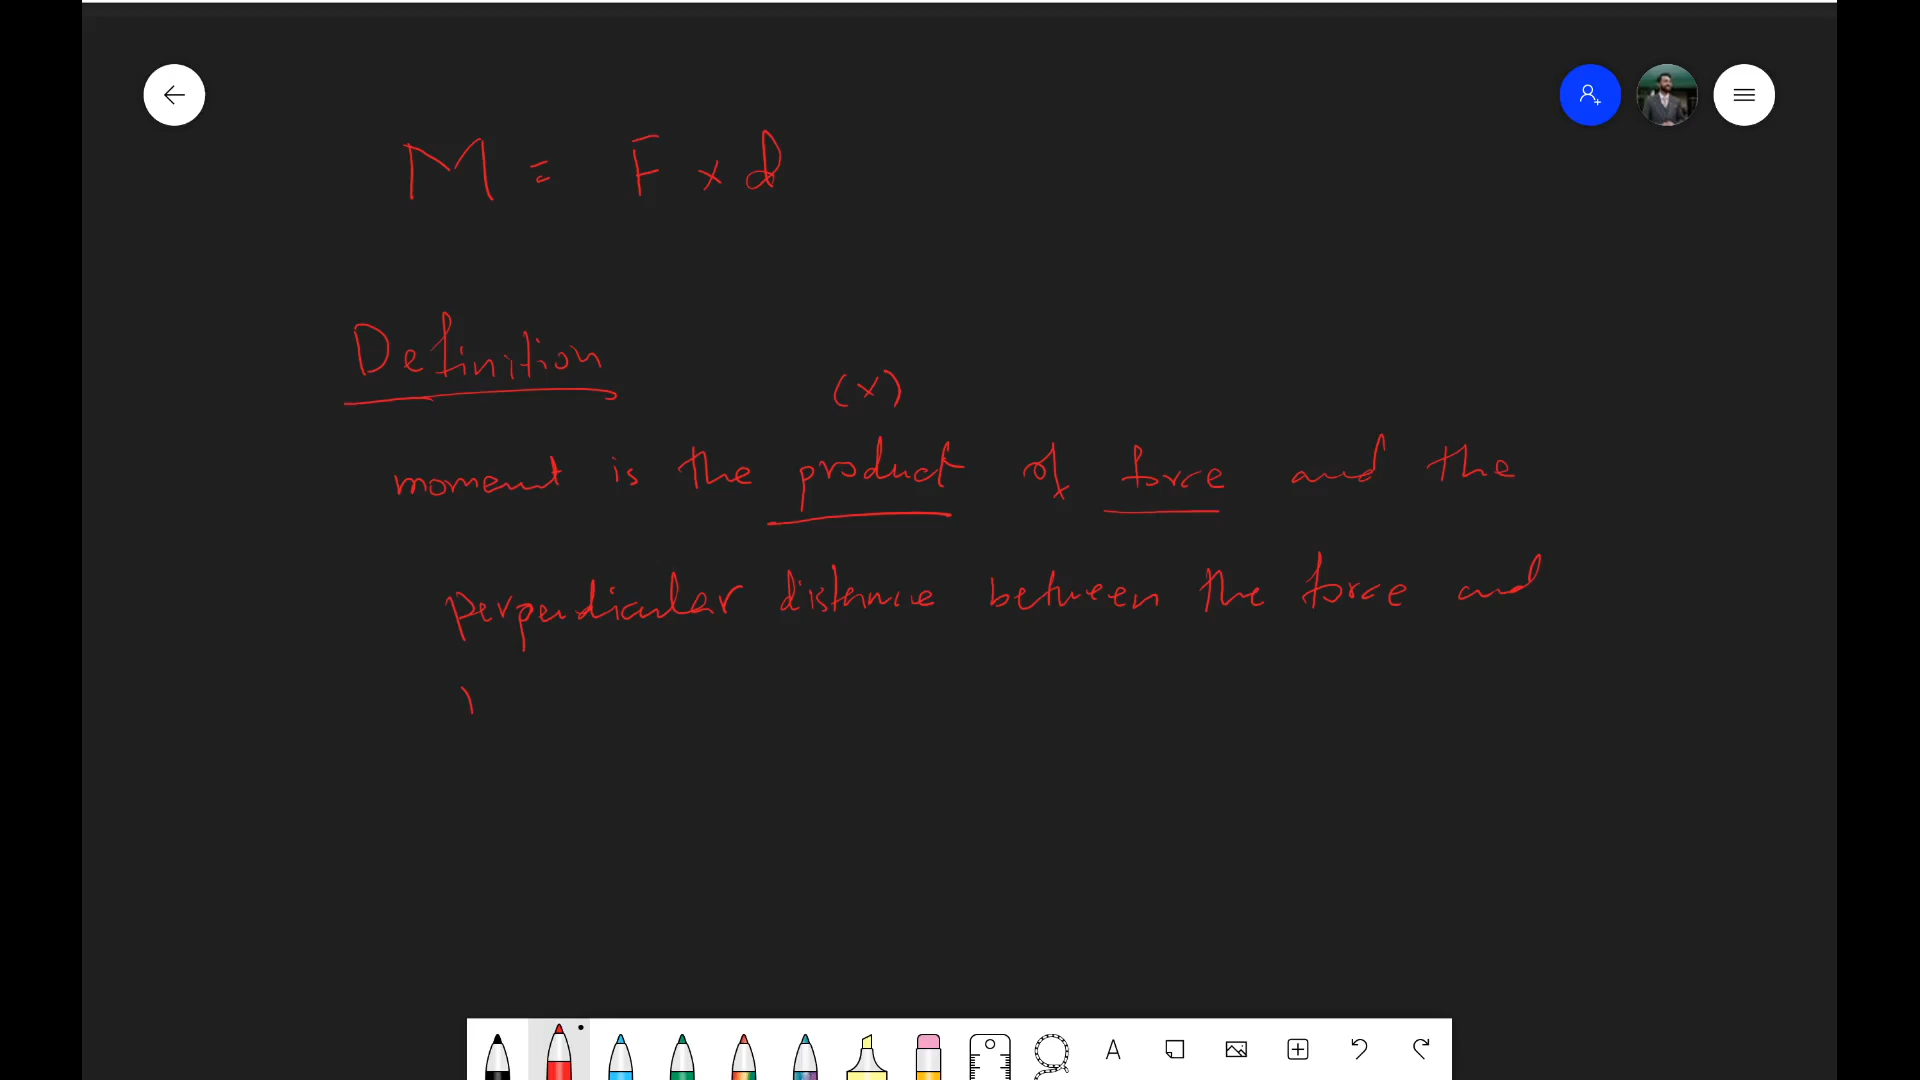 M = F x d
Definition
(x)
moment is the product of force and the
perpendicular distance between the force and
A